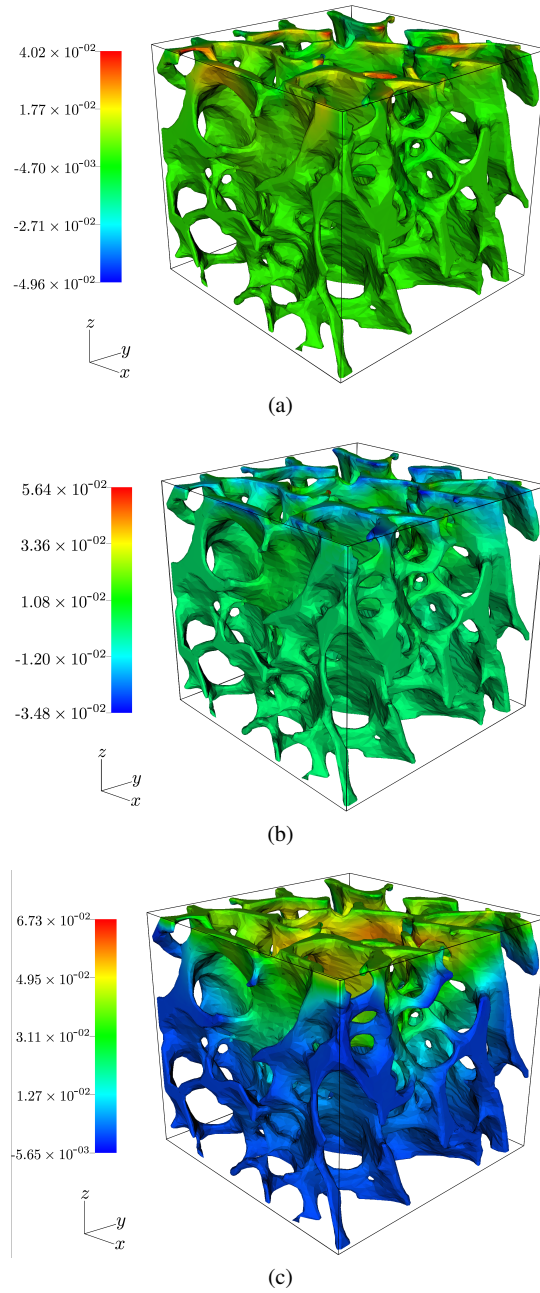 4.02 × 10⁻⁰²
1.77 × 10⁻⁰²
-4.70 × 10⁻⁰³
-2.71 × 10⁻⁰²
-4.96 × 10⁻⁰²
z
y
x
(a)
5.64 × 10⁻⁰²
3.36 × 10⁻⁰²
1.08 × 10⁻⁰²
-1.20 × 10⁻⁰²
-3.48 × 10⁻⁰²
z
y
x
(b)
6.73 × 10⁻⁰²
4.95 × 10⁻⁰²
3.11 × 10⁻⁰²
1.27 × 10⁻⁰²
-5.65 × 10⁻⁰³
z
y
x
(c)